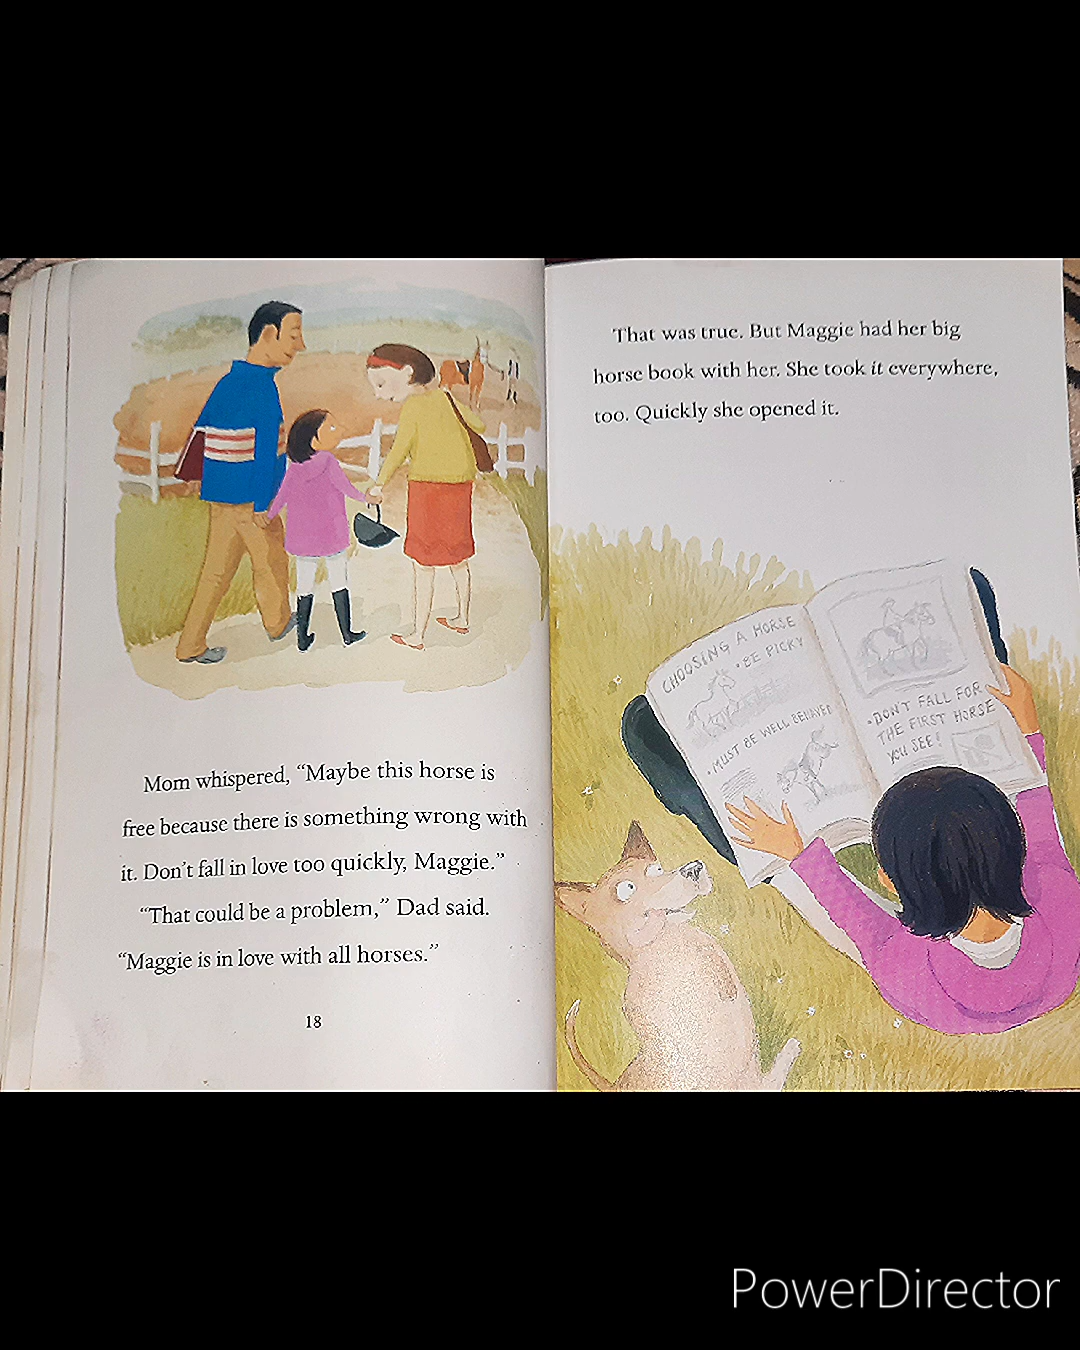 Mom whispered, “Maybe this horse is
free because there is something wrong with
it. Don’t fall in love too quickly, Maggie.”
“That could be a problem,” Dad said.
“Maggie is in love with all horses.”
18
That was true. But Maggie had her big
horse book with her. She took it everywhere,
too. Quickly she opened it.
CHOOSING A HORSE
• BE PICKY
• MUST BE WELL BEHAVED
• DON'T FALL FOR
THE FIRST HORSE
YOU SEE!
PowerDirector